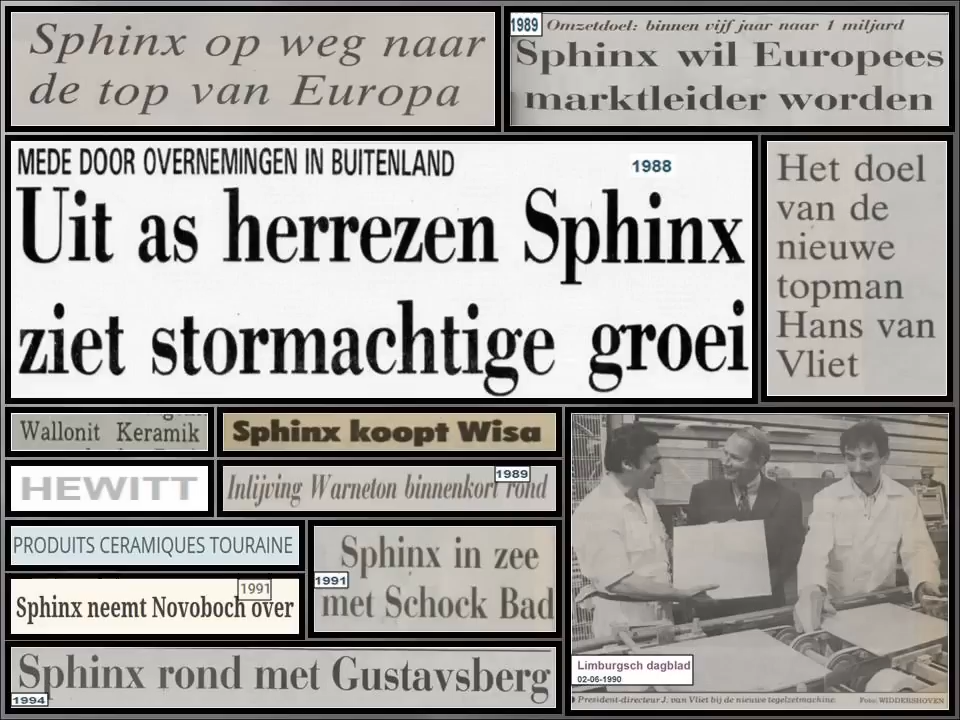 Sphinx op weg naar
de top van Europa
1989
Omzetdoel: binnen vijf jaar naar 1 miljard
Sphinx wil Europees
marktleider worden
MEDE DOOR OVERNEMINGEN IN BUITENLAND
1988
Uit as herrezen Sphinx
ziet stormachtige groei
Het doel
van de
nieuwe
topman
Hans van
Vliet
Wallonit Keramik
Sphinx koopt Wisa
HEWITT
1989
Inlijving Warneton binnenkort rond
PRODUITS CERAMIQUES TOURAINE
1991
Sphinx neemt Novoboch over
Sphinx in zee
1991
met Schock Bad
Sphinx rond met Gustavsberg
1994
Limburgsch dagblad
02-06-1990
President-directeur J. van Vliet bij de nieuwe tegelzetmachine.
Foto: WIDDERSHOVEN